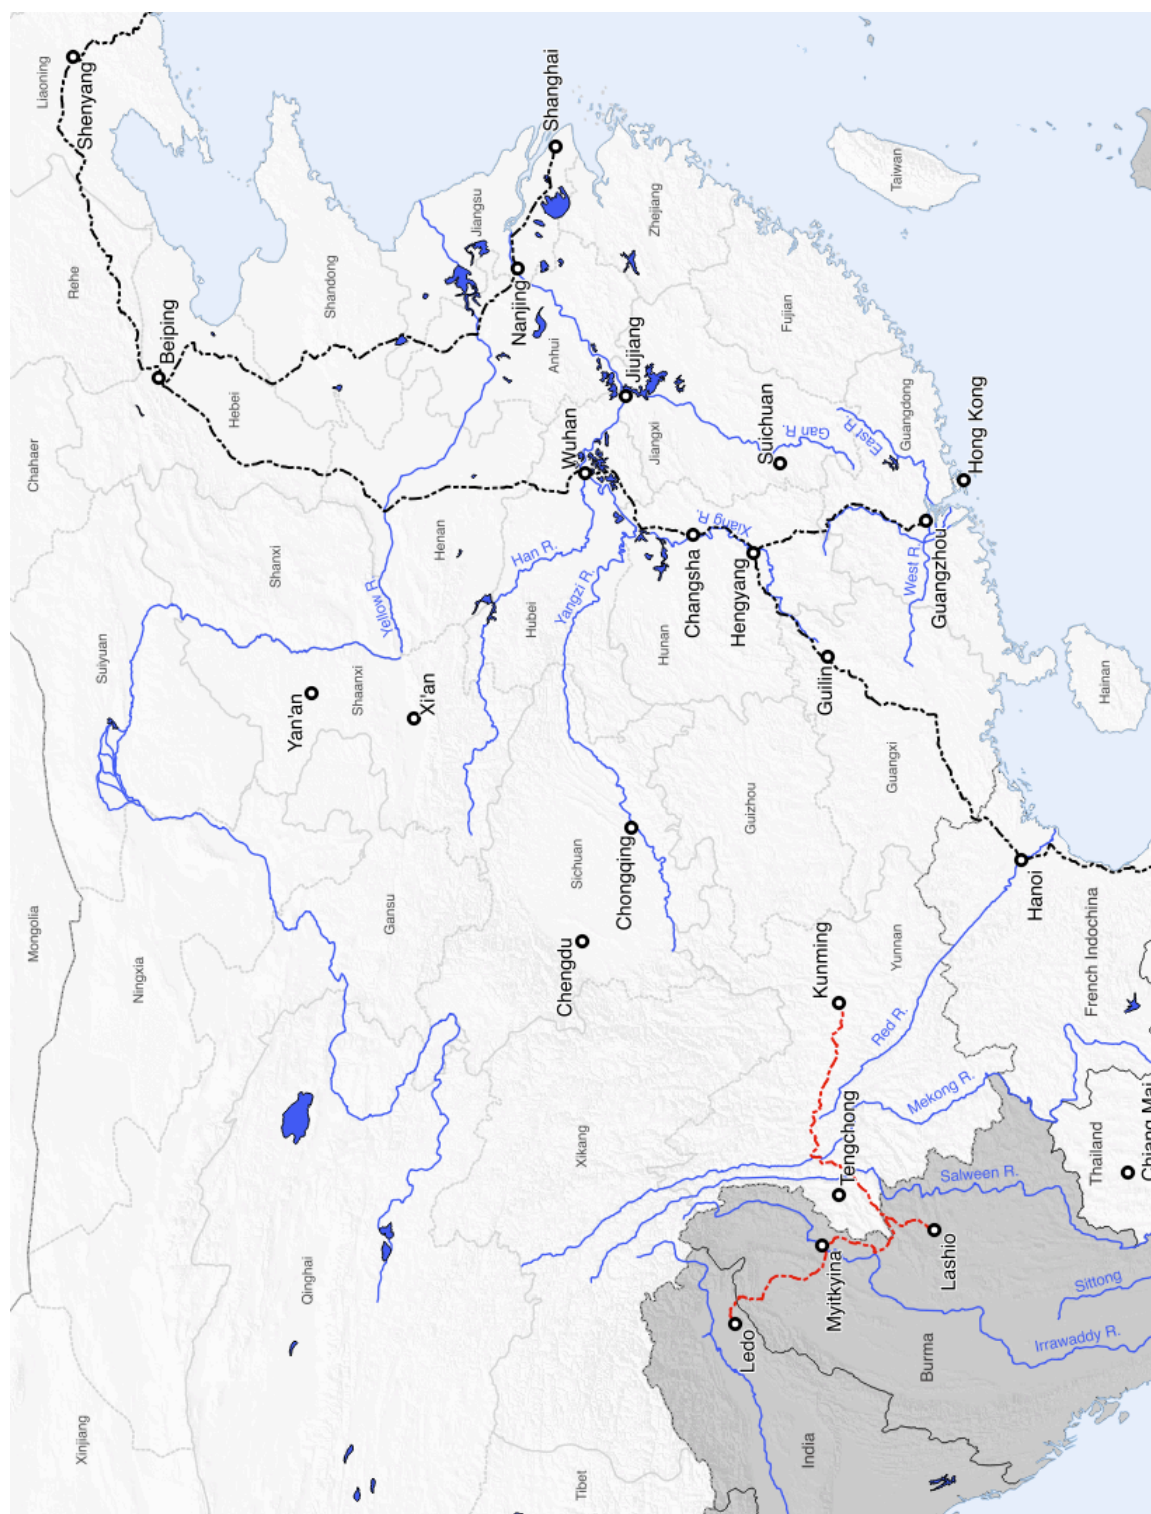 Mongolia
Xinjiang
Ningxia
Suiyuan
Chahaer
Rehe
Liaoning
Shenyang
Beiping
Hebei
Shanxi
Shandong
Yan'an
Shaanxi
Gansu
Qinghai
Yellow R.
Xi'an
Henan
Jiangsu
Nanjing
Shanghai
Anhui
Han R.
Hubei
Wuhan
Tibet
Xikang
Chengdu
Sichuan
Yangzi R.
Chongqing
Jiujiang
Zhejiang
Hunan
Jiangxi
Changsha
Xiang R.
Hengyang
Suichuan
Gan R.
Fujian
Guizhou
Guilin
Ledo
India
Myitkyina
Tengchong
Kunming
Yunnan
Guangxi
West R.
Guangzhou
East R.
Guangdong
Hong Kong
Taiwan
Red R.
Mekong R.
Salween R.
Lashio
Burma
Irrawaddy R.
Sittong
Thailand
Chiang Mai
French Indochina
Hanoi
Hainan